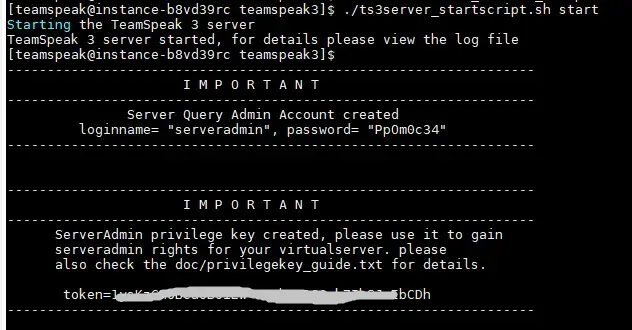 [teamspeak@instance-b8vd39rc teamspeak3]$ ./ts3server_startscript.sh start
Starting the TeamSpeak 3 server
TeamSpeak 3 server started, for details please view the log file
[teamspeak@instance-b8vd39rc teamspeak3]$
------------------------------------------------------------------
I M P O R T A N T
------------------------------------------------------------------
Server Query Admin Account created
loginname= "serveradmin", password= "PpOm0c34"
------------------------------------------------------------------
------------------------------------------------------------------
I M P O R T A N T
------------------------------------------------------------------
ServerAdmin privilege key created, please use it to gain
serveradmin rights for your virtualserver. please
also check the doc/privilegekey_guide.txt for details.
token=
------------------------------------------------------------------